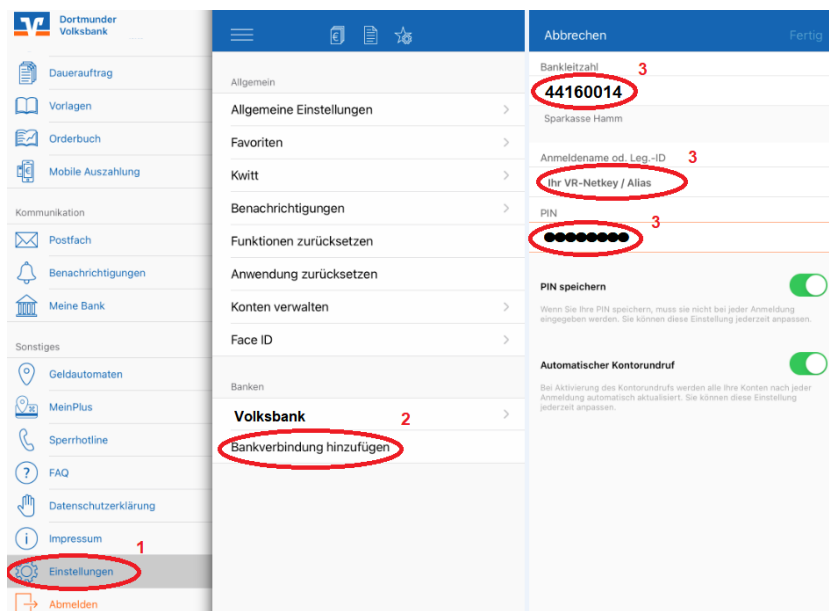 Dortmunder
Volksbank
Dauerauftrag
Vorlagen
Orderbuch
Mobile Auszahlung
Kommunikation
Postfach
Benachrichtigungen
Meine Bank
Sonstiges
Geldautomaten
MeinPlus
Sperrhotline
FAQ
Datenschutzerklärung
Impressum
1
Einstellungen
Abmelden
Allgemein
Allgemeine Einstellungen
Favoriten
Kwitt
Benachrichtigungen
Funktionen zurücksetzen
Anwendung zurücksetzen
Konten verwalten
Face ID
Banken
Volksbank
2
Bankverbindung hinzufügen
Abbrechen Fertig
Bankleitzahl 3
44160014
Sparkasse Hamm
Anmeldename od. Leg.-ID 3
Ihr VR-Netkey / Alias
PIN 3
●●●●●●●●
PIN speichern
Wenn Sie Ihre PIN speichern, muss sie nicht bei jeder Anmeldung
eingegeben werden. Sie können diese Einstellung jederzeit anpassen.
Automatischer Kontorundruf
Bei Aktivierung des Kontorundrufs werden alle Ihre Konten nach jeder
Anmeldung automatisch aktualisiert. Sie können diese Einstellung
jederzeit anpassen.